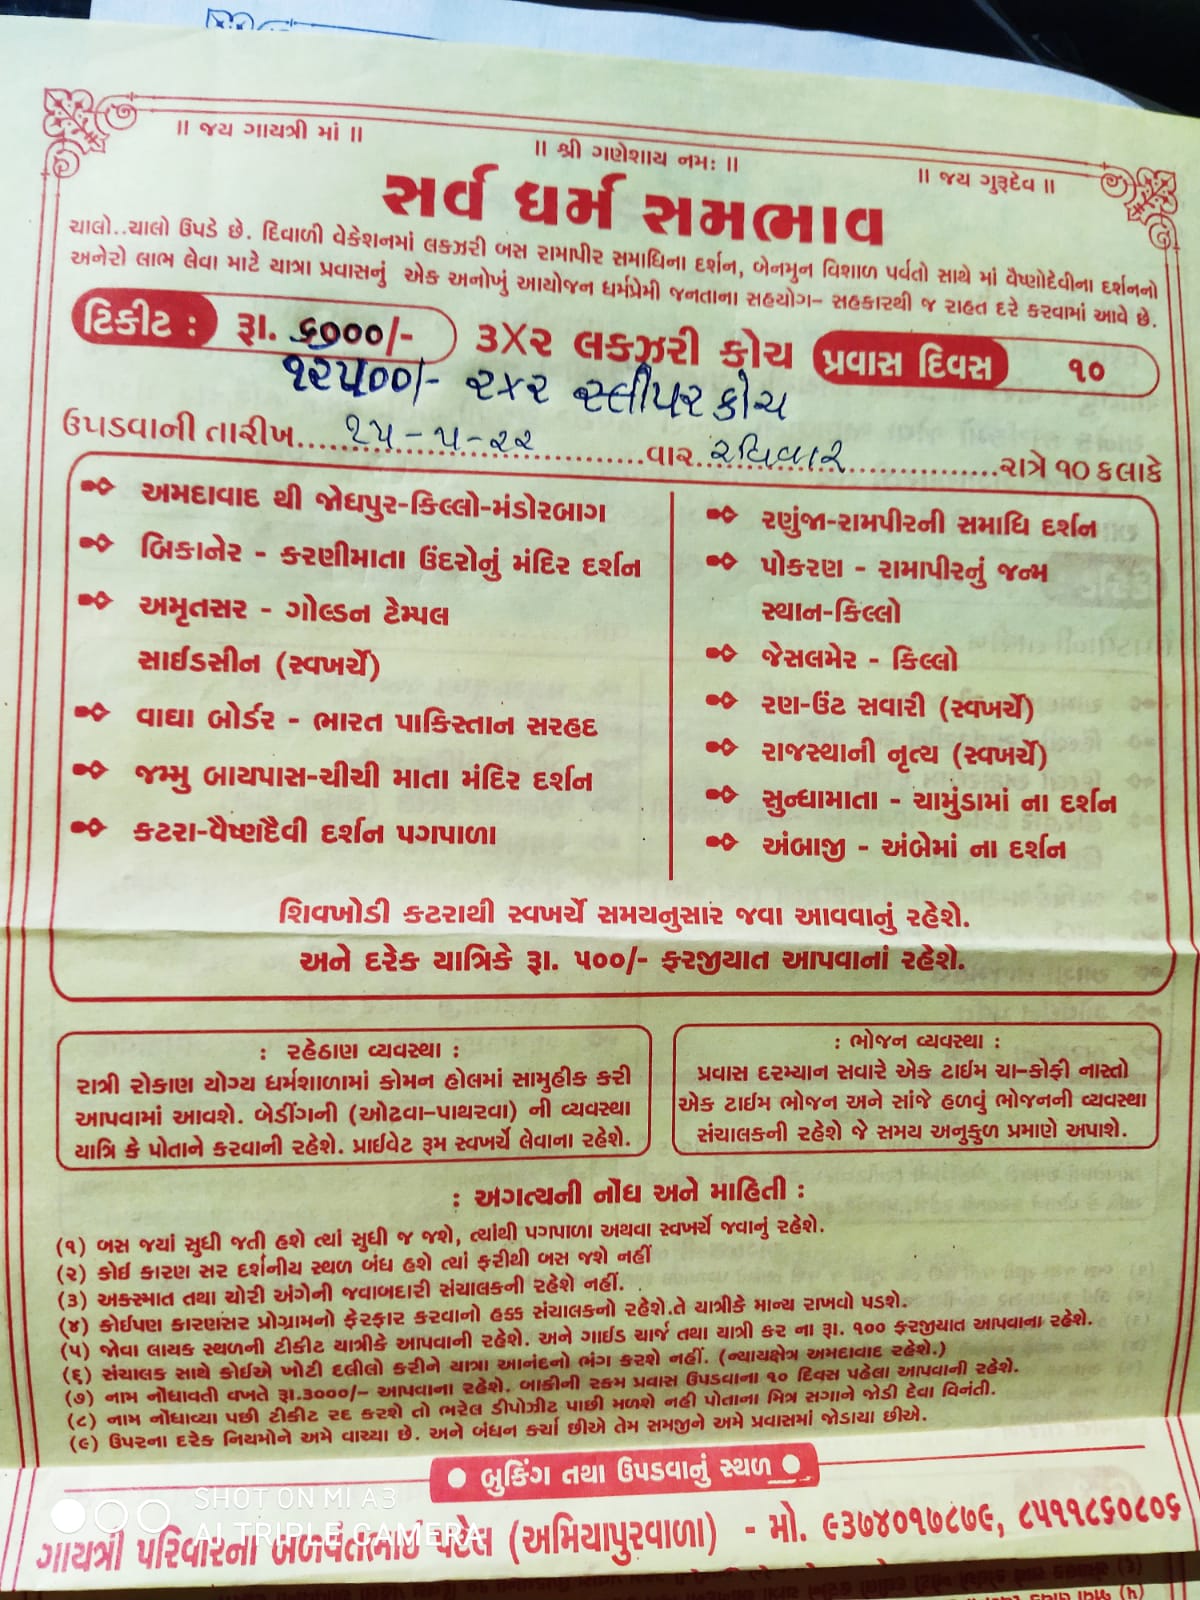 ॥ જય ગાયત્રી માં ॥
॥ શ્રી ગણેશાય નમઃ ॥
॥ જય ગુરૂદેવ ॥
સર્વ ધર્મ સમભાવ
ચાલો..ચાલો ઉપડે છે. દિવાળી વેકેશનમાં લક્ઝરી બસ રામાપીર સમાધિના દર્શન, બેનમુન વિશાળ પર્વતો સાથે માં વૈષ્ણોદેવીના દર્શનનો
અનેરો લાભ લેવા માટે યાત્રા પ્રવાસનું એક અનોખું આયોજન ધર્મપ્રેમી જનતાના સહયોગ- સહકારથી જ રાહત દરે કરવામાં આવે છે.
ટિકીટ : રૂા. ૬૦૦૦/- ૩X૨ લકઝરી કોચ પ્રવાસ દિવસ ૧૦
૧૨૫૦૦/- ૨x૨ સ્લીપર કોચ
ઉપડવાની તારીખ.....૧૫-૫-૨૨.....વાર..રવિવાર.....રાત્રે ૧૦ કલાકે
અમદાવાદ થી જોધપુર-કિલ્લો-મંડોરબાગ
બિકાનેર - કરણીમાતા ઉંદરોનું મંદિર દર્શન
અમૃતસર - ગોલ્ડન ટેમ્પલ
સાઈડસીન (સ્વખર્ચે)
વાઘા બોર્ડર - ભારત પાકિસ્તાન સરહદ
જમ્મુ બાયપાસ-ચીચી માતા મંદિર દર્શન
કટરા-વૈષ્ણદૈવી દર્શન પગપાળા
રણુંજા-રામપીરની સમાધિ દર્શન
પોકરણ - રામાપીરનું જન્મ
સ્થાન-કિલ્લો
જેસલમેર - કિલ્લો
રણ-ઉંટ સવારી (સ્વખર્ચે)
રાજસ્થાની નૃત્ય (સ્વખર્ચે)
સુન્ધામાતા - ચામુંડામાં ના દર્શન
અંબાજી - અંબેમાં ના દર્શન
શિવખોડી કટરાથી સ્વખર્ચે સમયનુસાર જવા આવવાનું રહેશે.
અને દરેક યાત્રિકે રૂા. ૫૦૦/- ફરજીયાત આપવાનાં રહેશે.
: રહેઠાણ વ્યવસ્થા :
રાત્રી રોકાણ યોગ્ય ધર્મશાળામાં કોમન હોલમાં સામુહીક કરી
આપવામાં આવશે. બેડીંગની (ઓઢવા-પાથરવા) ની વ્યવસ્થા
યાત્રિ કે પોતાને કરવાની રહેશે. પ્રાઈવેટ રૂમ સ્વખર્ચે લેવાના રહેશે.
: ભોજન વ્યવસ્થા :
પ્રવાસ દરમ્યાન સવારે એક ટાઈમ ચા-કોફી નાસ્તો
એક ટાઈમ ભોજન અને સાંજે હળવું ભોજનની વ્યવસ્થા
સંચાલકની રહેશે જે સમય અનુકુળ પ્રમાણે અપાશે.
: અગત્યની નોંધ અને માહિતી :
(૧) બસ જયાં સુધી જતી હશે ત્યાં સુધી જ જશે, ત્યાંથી પગપાળા અથવા સ્વખર્ચે જવાનું રહેશે.
(૨) કોઈ કારણ સર દર્શનીય સ્થળ બંધ હશે ત્યાં ફરીથી બસ જશે નહીં
(૩) અકસ્માત તથા ચોરી અંગેની જવાબદારી સંચાલકની રહેશે નહીં.
(૪) કોઈપણ કારણસર પ્રોગ્રામનો ફેરફાર કરવાનો હક્ક સંચાલકનો રહેશે.તે યાત્રીકે માન્ય રાખવો પડશે.
(૫) જોવા લાયક સ્થળની ટીકીટ યાત્રીકે આપવાની રહેશે. અને ગાઈડ ચાર્જ તથા યાત્રી કર ના રૂા. ૧૦૦ ફરજીયાત આપવાના રહેશે.
(૬) સંચાલક સાથે કોઈએ ખોટી દલીલો કરીને યાત્રા આનંદનો ભંગ કરશે નહીં. (ન્યાયક્ષેત્ર અમદાવાદ રહેશે.)
(૭) નામ નોંધાવતી વખતે રૂા.૩૦૦૦/- આપવાના રહેશે. બાકીની રકમ પ્રવાસ ઉપડવાના ૧૦ દિવસ પહેલા આપવાની રહેશે.
(૮) નામ નોંધાવ્યા પછી ટીકીટ રદ કરશે તો ભરેલ ડીપોઝીટ પાછી મળશે નહી પોતાના મિત્ર સગાને જોડી દેવા વિનંતી.
(૯) ઉપરના દરેક નિયમોને અમે વાચ્યા છે. અને બંધન કર્યા છીએ તેમ સમજીને અમે પ્રવાસમાં જોડાયા છીએ.
બુકિંગ તથા ઉપડવાનું સ્થળ
SHOT ON MI A3
AI TRIPLE CAMERA
ગાયત્રી પરિવારના બળવંતભાઈ પટેલ (અમિયાપુરવાળા) - મો. ૯૩૭૪૦૧૭૮૭૯, ૮૫૧૧૮૬૦૮૦૬